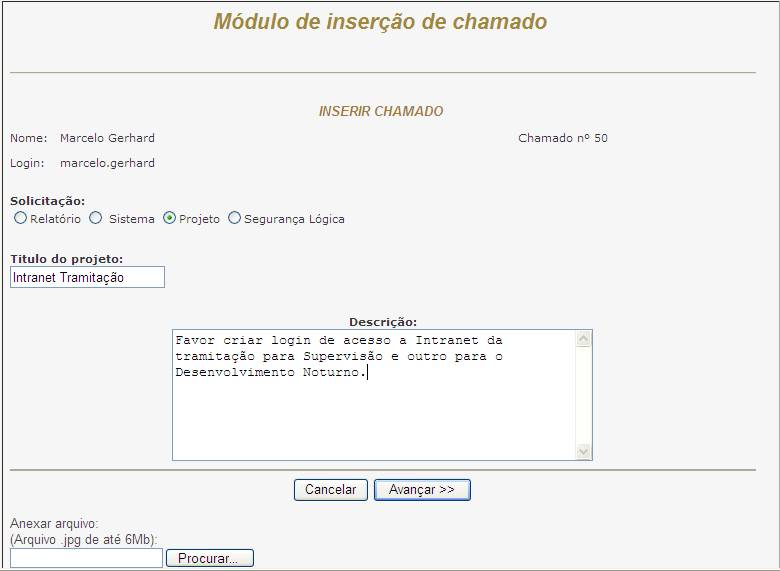 Módulo de inserção de chamado
INSERIR CHAMADO
Nome: Marcelo Gerhard Chamado nº 50
Login: marcelo.gerhard
Solicitação:
Relatório Sistema Projeto Segurança Lógica
Titulo do projeto:
Intranet Tramitação
Descrição:
Favor criar login de acesso a Intranet da
tramitação para Supervisão e outro para o
Desenvolvimento Noturno.
Cancelar Avançar >>
Anexar arquivo:
(Arquivo .jpg de até 6Mb):
Procurar...